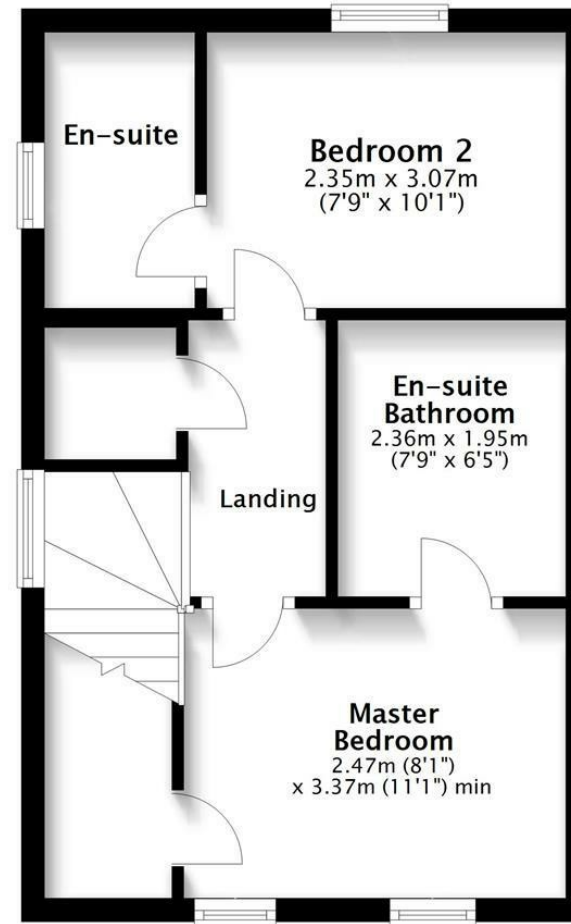 En-suite
Bedroom 2
2.35m x 3.07m
(7'9" x 10'1")
En-suite
Bathroom
2.36m x 1.95m
(7'9" x 6'5")
Landing
Master
Bedroom
2.47m (8'1")
x 3.37m (11'1") min